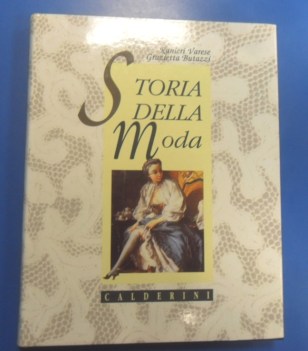 Ranieri Varese
Grazietta Butazzi
STORIA
DELLA
Moda
CALDERINI